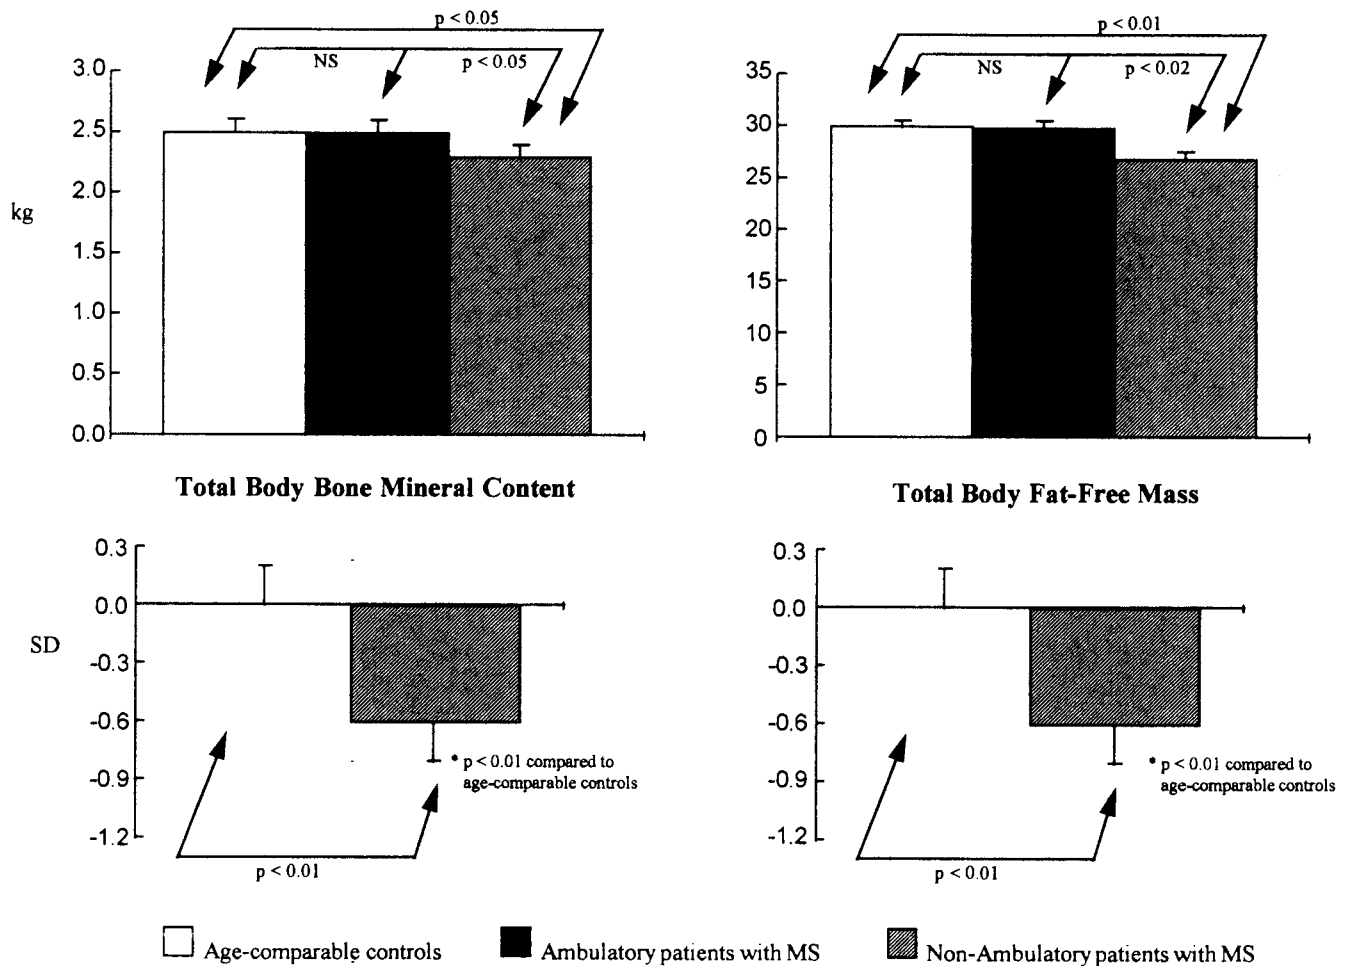 p < 0.05
NS
p < 0.05
3.0
2.5
2.0
1.5
1.0
0.5
0.0
kg
Total Body Bone Mineral Content
p < 0.01
NS
p < 0.02
35
30
25
20
15
10
5
0
Total Body Fat-Free Mass
0.3
0.0
-0.3
-0.6
-0.9
-1.2
SD
* p < 0.01 compared to
age-comparable controls
p < 0.01
0.3
0.0
-0.3
-0.6
-0.9
-1.2
* p < 0.01 compared to
age-comparable controls
p < 0.01
Age-comparable controls
Ambulatory patients with MS
Non-Ambulatory patients with MS